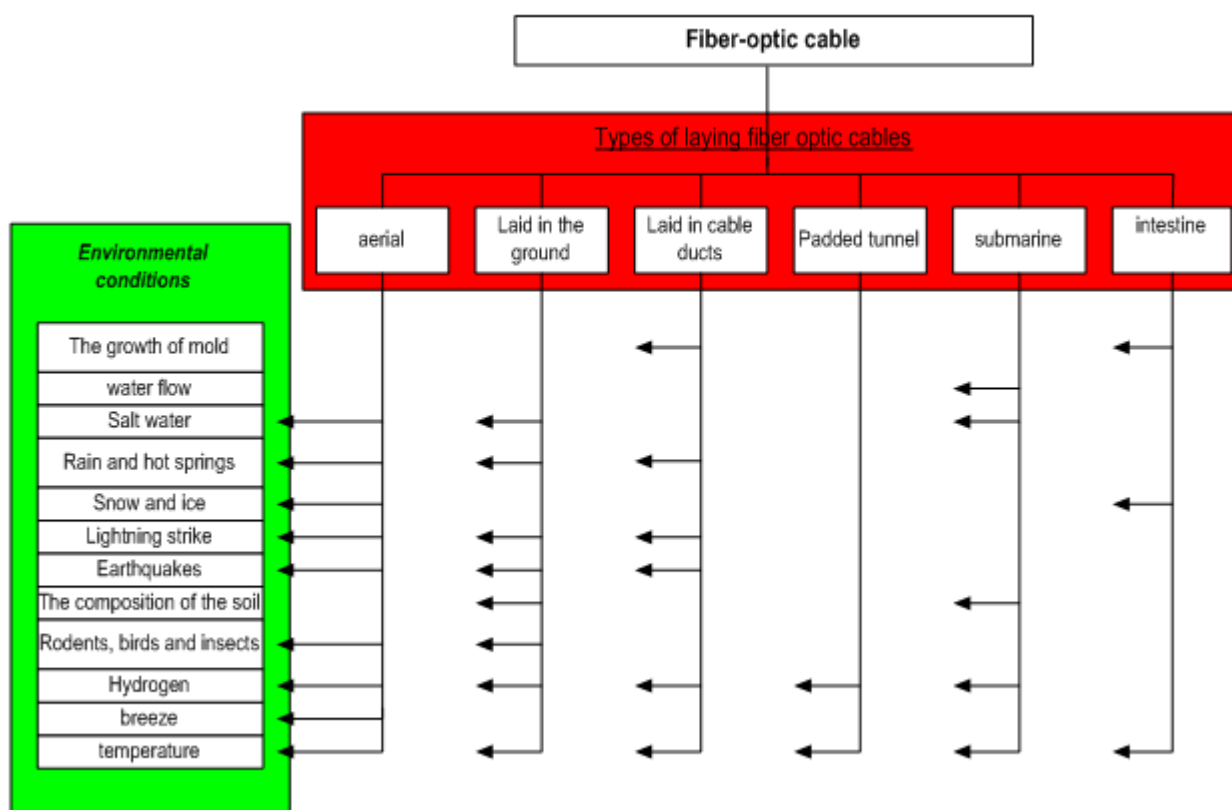 Fiber-optic cable
Types of laying fiber optic cables
aerial
Laid in the
ground
Laid in cable
ducts
Padded tunnel
submarine
intestine
Environmental
conditions
The growth of mold
water flow
Salt water
Rain and hot springs
Snow and ice
Lightning strike
Earthquakes
The composition of the soil
Rodents, birds and insects
Hydrogen
breeze
temperature